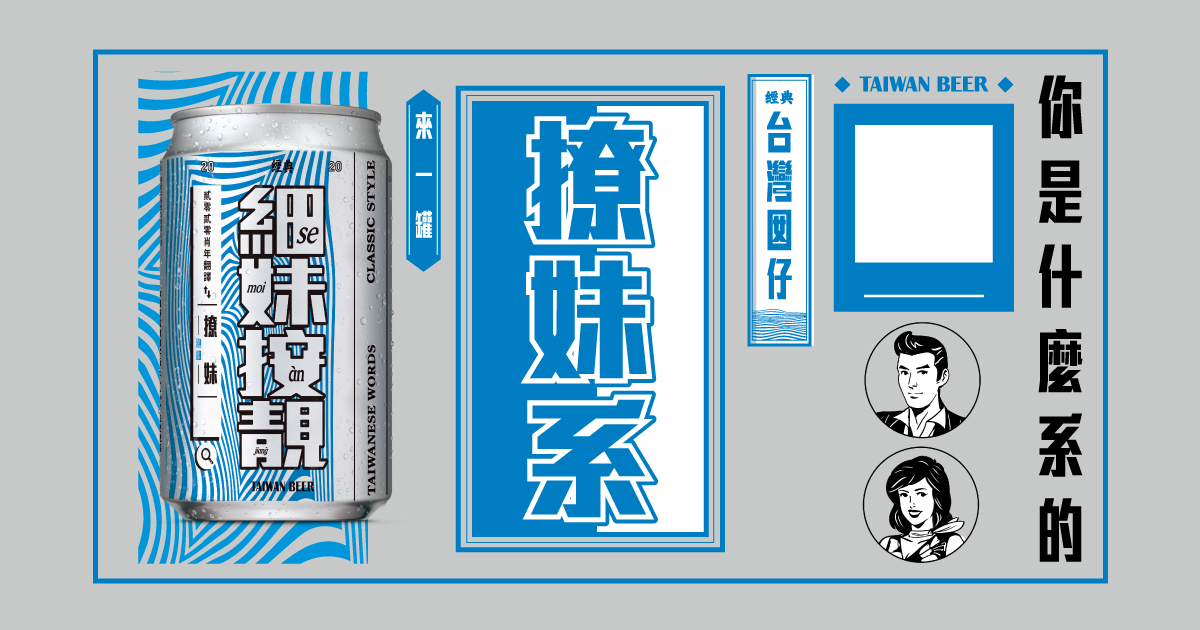 你是什麼系的
TAIWAN BEER
經典
台灣囡仔
撩妹系
來一罐
20 經典 20
細妹按靚
se
moi
àn
jiang
貳零貳零肖年翻譯
撩妹
TAIWAN BEER
CLASSIC STYLE
TAIWANESE WORDS